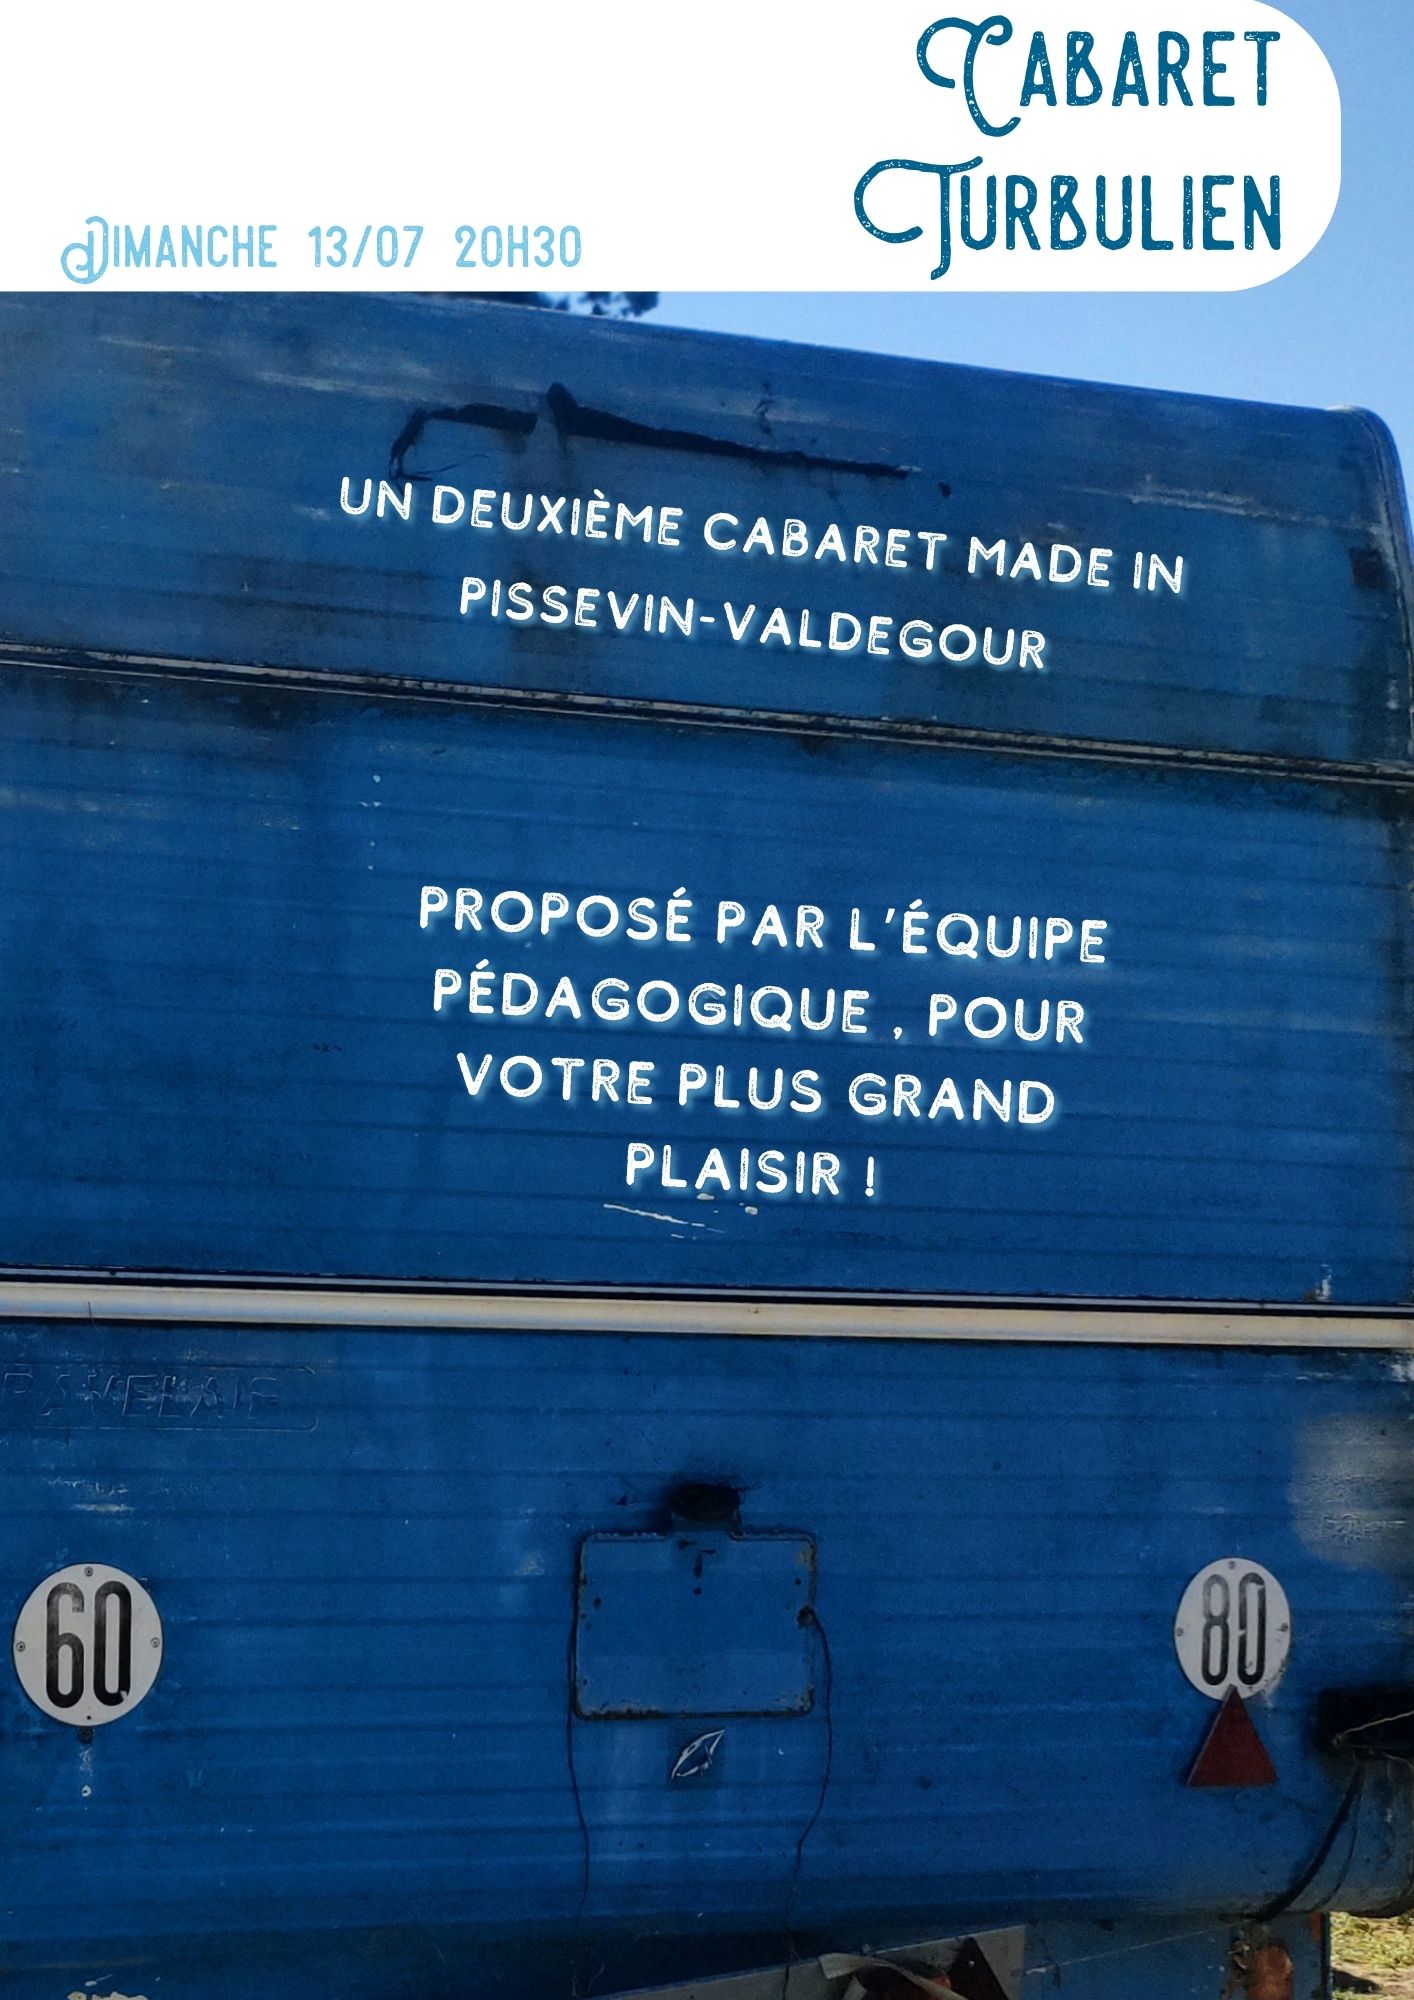 CABARET
TURBULIEN
DIMANCHE 13/07 20H30
UN DEUXIÈME CABARET MADE IN
PISSEVIN-VALDEGOUR
PROPOSÉ PAR L'ÉQUIPE
PÉDAGOGIQUE , POUR
VOTRE PLUS GRAND
PLAISIR !
60
80